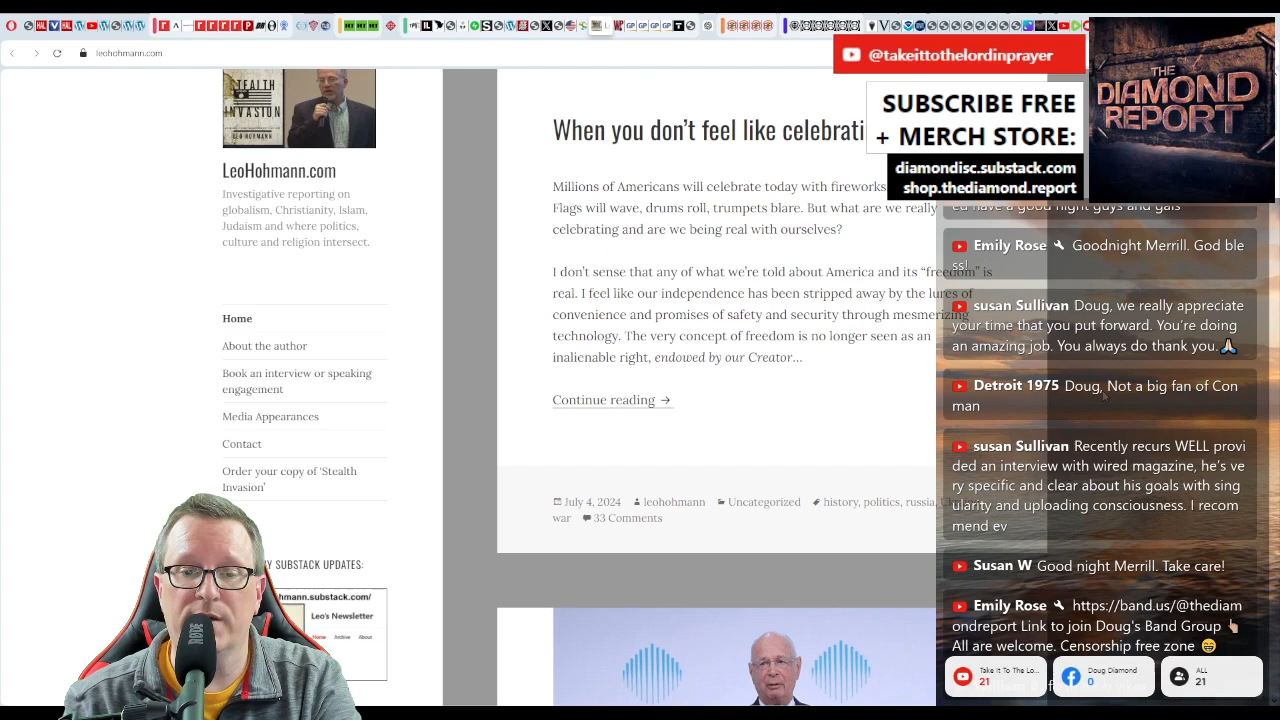 leohohmann.com
@takeittothelordinprayer
THE
DIAMOND
REPORT
SUBSCRIBE FREE
+ MERCH STORE:
diamondisc.substack.com
shop.thediamond.report
STEALTH
INVASION
LEO HOHMANN
LeoHohmann.com
Investigative reporting on
globalism, Christianity, Islam,
Judaism and where politics,
culture and religion intersect.
Home
About the author
Book an interview or speaking
engagement
Media Appearances
Contact
Order your copy of ‘Stealth
Invasion’
MY SUBSTACK UPDATES:
hmann.substack.com/
Leo's Newsletter
Home Archive About
When you don’t feel like celebrati
Millions of Americans will celebrate today with fireworks
Flags will wave, drums roll, trumpets blare. But what are we really
celebrating and are we being real with ourselves?
I don’t sense that any of what we’re told about America and its “freedom” is
real. I feel like our independence has been stripped away by the lures of
convenience and promises of safety and security through mesmerizing
technology. The very concept of freedom is no longer seen as an
inalienable right, endowed by our Creator…
Continue reading →
July 4, 2024 leohohmann Uncategorized history, politics, russia,
war 33 Comments
ed have a good night guys and gals
Emily Rose Goodnight Merrill. God ble
ss!
susan Sullivan Doug, we really appreciate
your time that you put forward. You’re doing
an amazing job. You always do thank you.🙏🏻
Detroit 1975 Doug, Not a big fan of Con
man
susan Sullivan Recently recurs WELL provi
ded an interview with wired magazine, he’s ve
ry specific and clear about his goals with sing
ularity and uploading consciousness. I recom
mend ev
Susan W Good night Merrill. Take care!
Emily Rose https://band.us/@thediam
ondreport Link to join Doug's Band Group 👆🏼
All are welcome. Censorship free zone 😁
Take It To The Lo...
21
Doug Diamond
0
ALL
21
RØDE